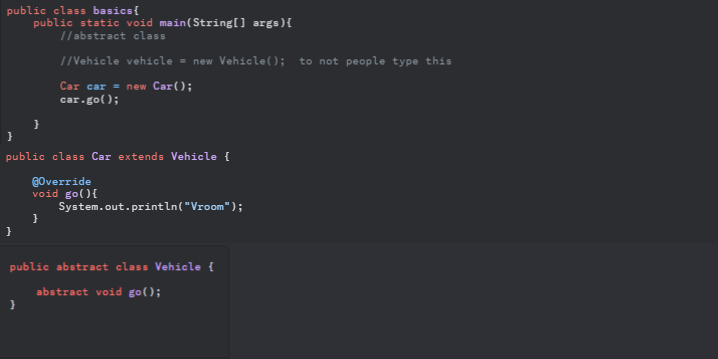 public class basics{
public static void main(String[] args){
//abstract class
//Vehicle vehicle = new Vehicle();  to not people type this
Car car = new Car();
car.go();
}
}
public class Car extends Vehicle {
@Override
void go(){
System.out.println("Vroom");
}
}
public abstract class Vehicle {
abstract void go();
}